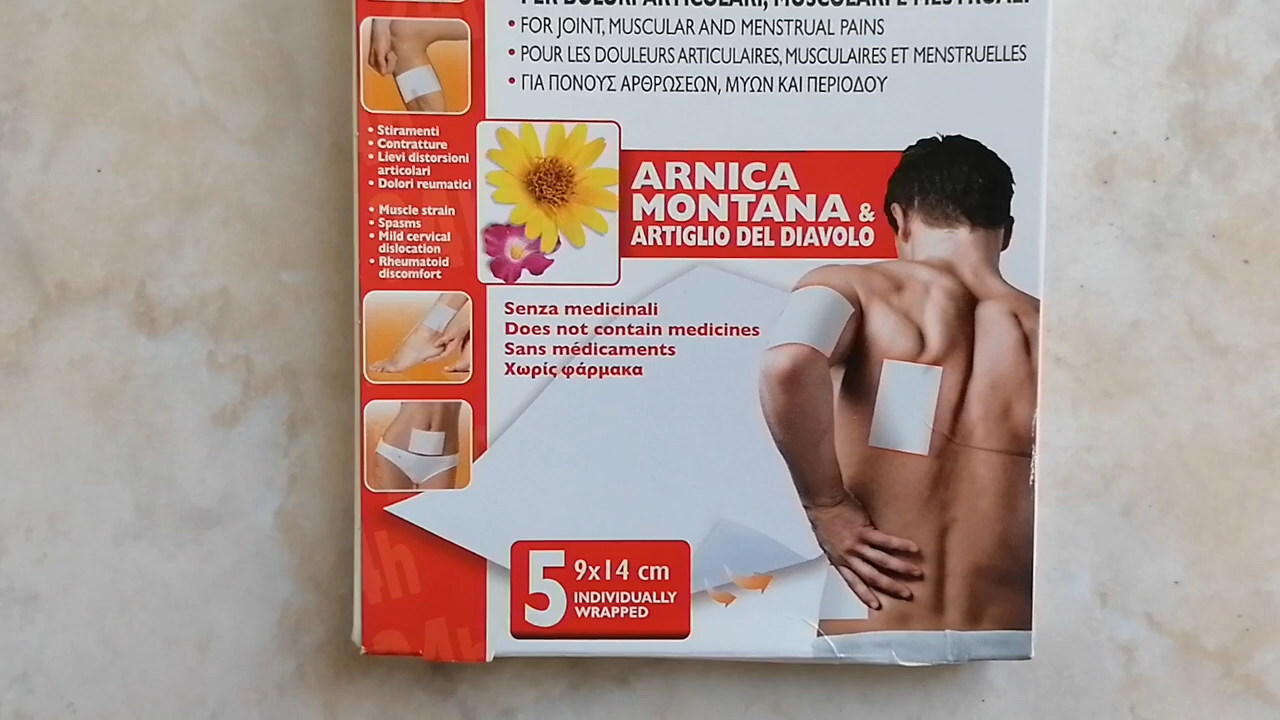 PER DOLORI ARTICOLARI, MUSCOLARI E MESTRUALI
• FOR JOINT, MUSCULAR AND MENSTRUAL PAINS
• POUR LES DOULEURS ARTICULAIRES, MUSCULAIRES ET MENSTRUELLES
• ΓΙΑ ΠΟΝΟΥΣ ΑΡΘΡΩΣΕΩΝ, ΜΥΩΝ ΚΑΙ ΠΕΡΙΟΔΟΥ
• Stiramenti
• Contratture
• Lievi distorsioni
articolari
• Dolori reumatici
• Muscle strain
• Spasms
• Mild cervical
dislocation
• Rheumatoid
discomfort
ARNICA
MONTANA &
ARTIGLIO DEL DIAVOLO
Senza medicinali
Does not contain medicines
Sans médicaments
Χωρίς φάρμακα
5 9x14 cm
INDIVIDUALLY
WRAPPED
4h
24h